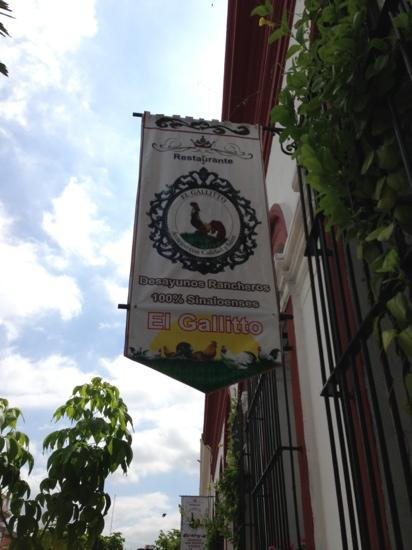 Restaurante
EL GALLITTO
Desayunos Rancheros
100% Sinaloenses
El Gallitto